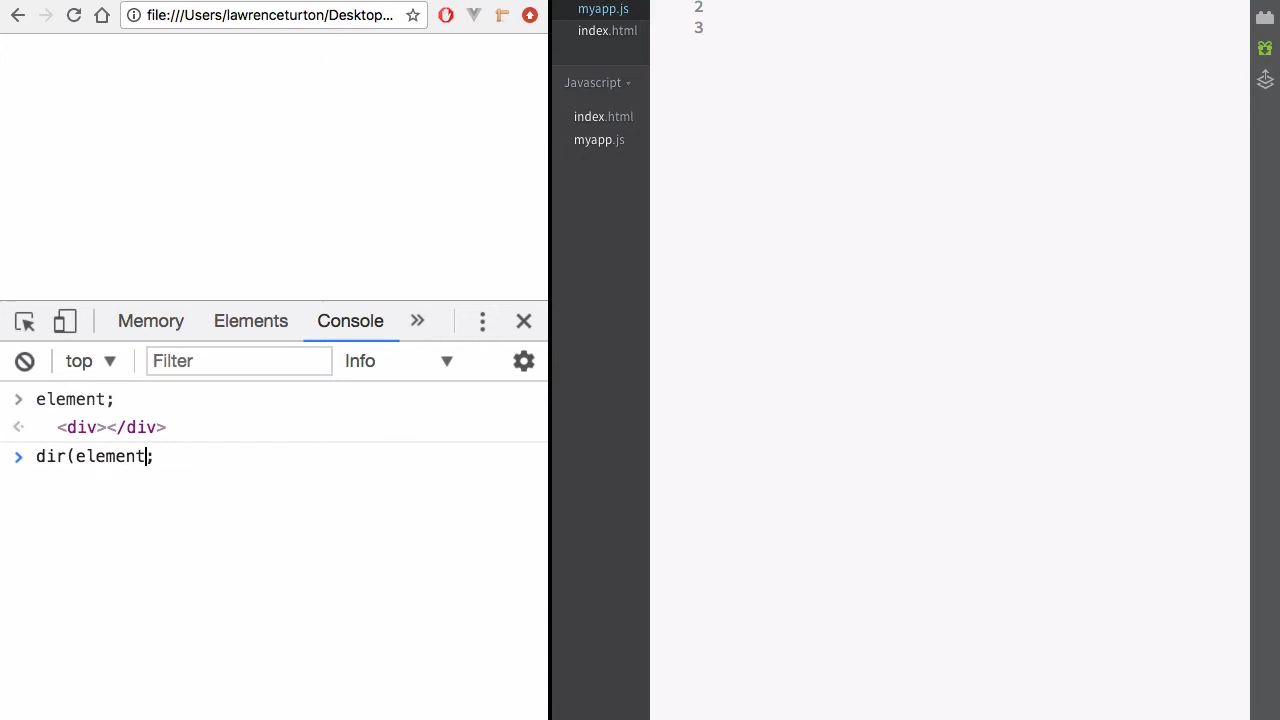 file:///Users/lawrenceturton/Desktop...
Memory
Elements
Console
»
top ▼
Filter
Info ▼
> element;
<div></div>
> dir(element;
myapp.js
index.html
Javascript
index.html
myapp.js
2
3